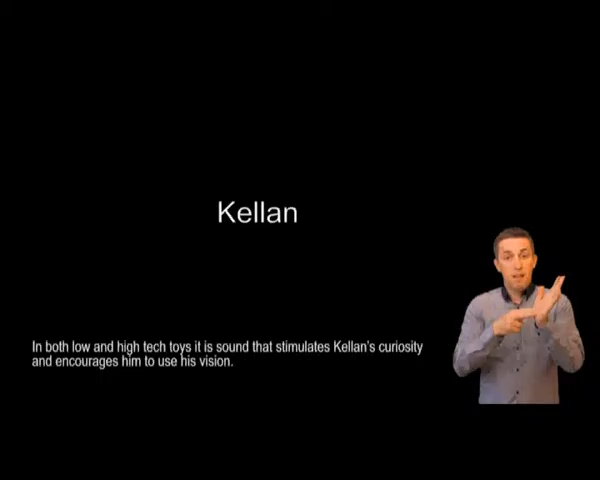 Kellan
In both low and high tech toys it is sound that stimulates Kellan's curiosity
and encourages him to use his vision.